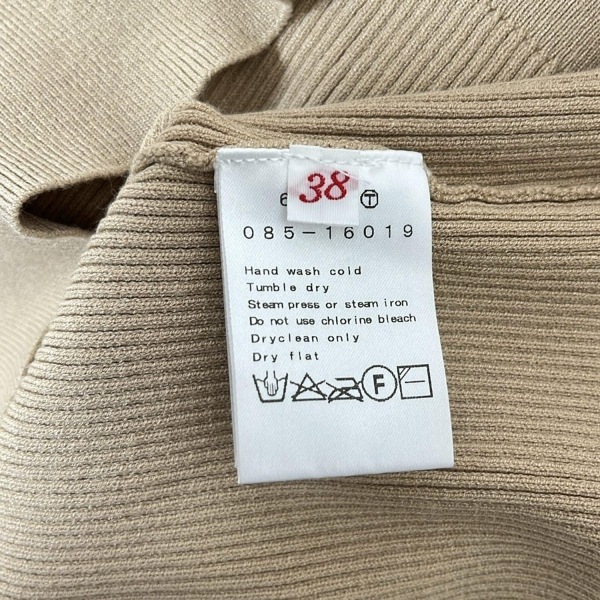 38
6 T
085-16019
Hand wash cold
Tumble dry
Steam press or steam iron
Do not use chlorine bleach
Dryclean only
Dry flat
F